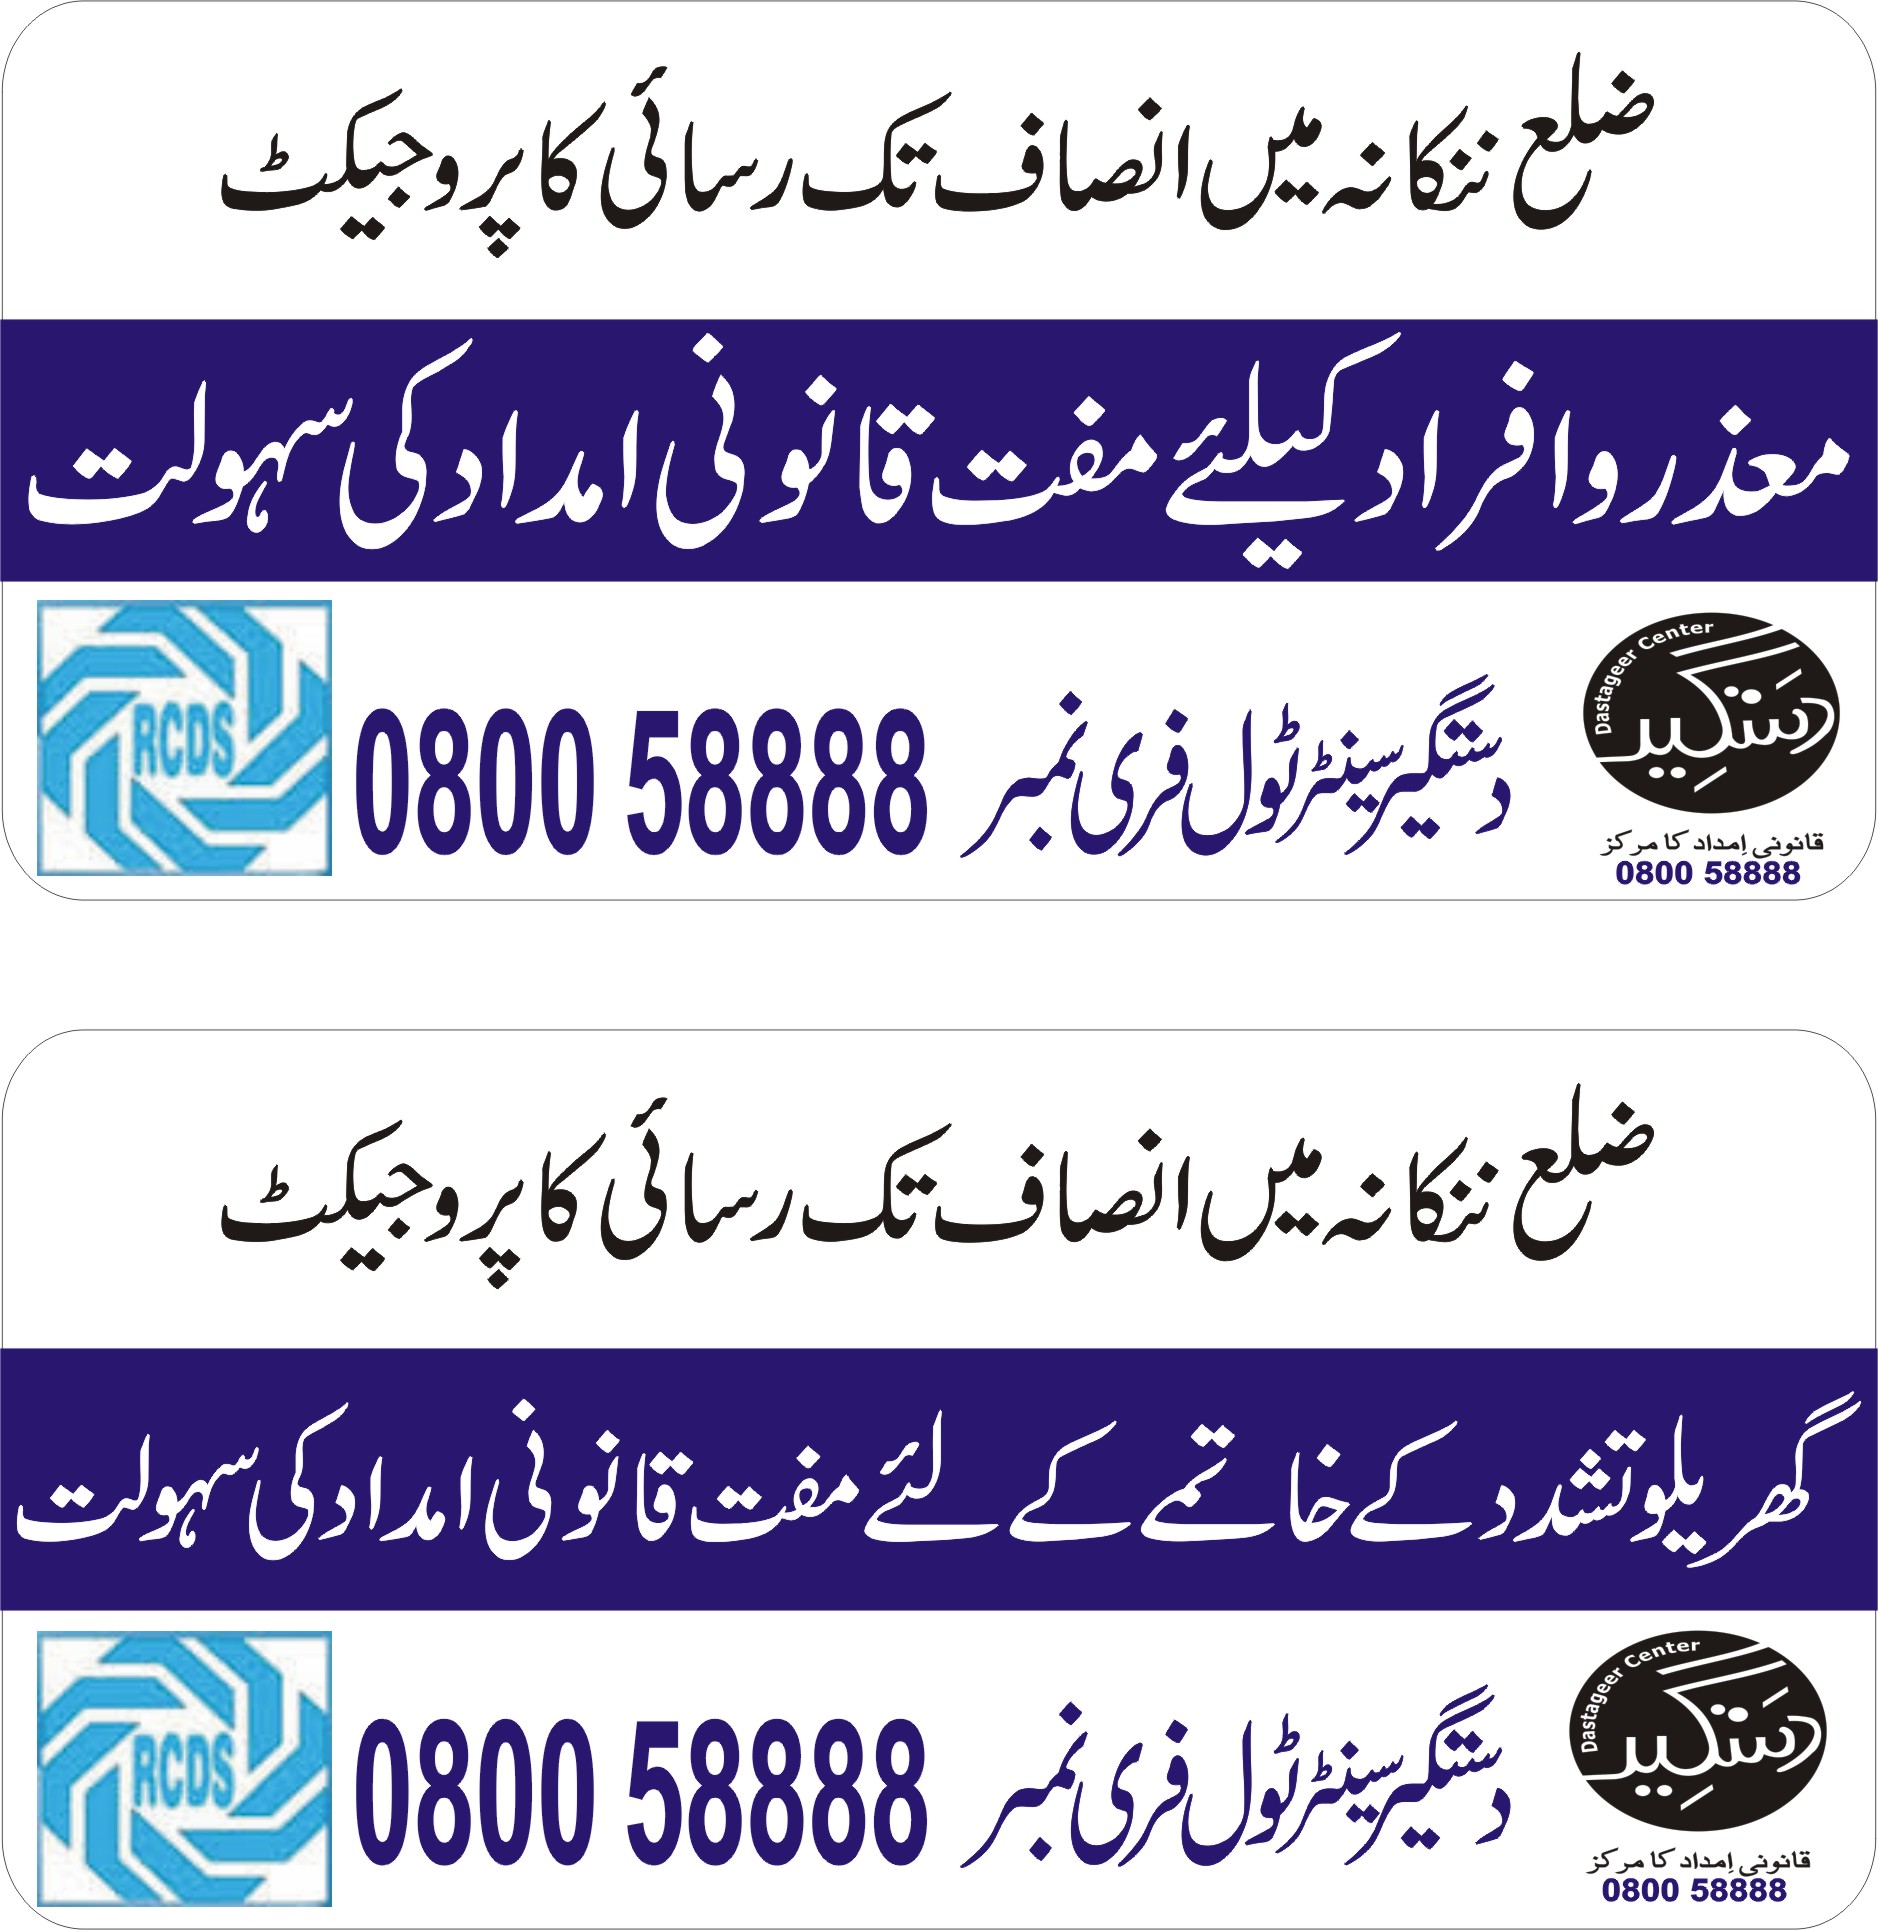 ضلع ننکانہ میں انصاف تک رسائی کا پروجیکٹ
معذور و افراد کیلئے مفت قانونی امداد کی سہولت
RCDS
0800 58888 دستگیر سینٹر ٹول فری نمبر
Dastageer Center
دستگیر
قانونی اِمداد کا مرکز
0800 58888
ضلع ننکانہ میں انصاف تک رسائی کا پروجیکٹ
گھریلو تشدد کے خاتمے کے لئے مفت قانونی امداد کی سہولت
RCDS
0800 58888 دستگیر سینٹر ٹول فری نمبر
Dastageer Center
دستگیر
قانونی اِمداد کا مرکز
0800 58888